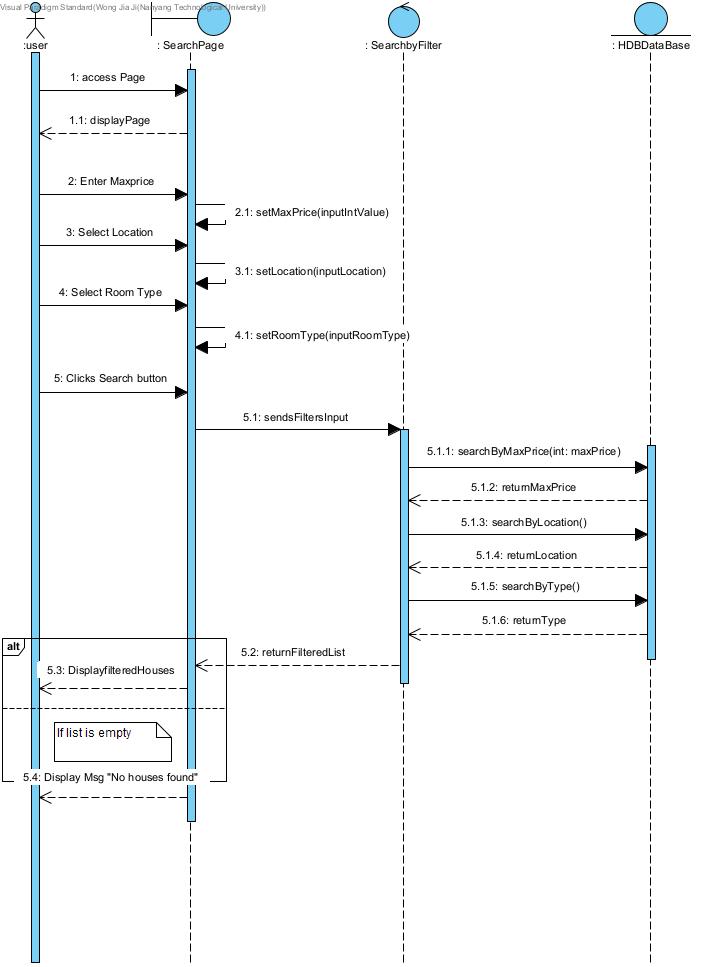 Visual Paradigm Standard(Wong Jia Ji(Nanyang Technological University))
:user
: SearchPage
: SearchbyFilter
: HDBDataBase
1: access Page
1.1: displayPage
2: Enter Maxprice
2.1: setMaxPrice(inputIntValue)
3: Select Location
3.1: setLocation(inputLocation)
4: Select Room Type
4.1: setRoomType(inputRoomType)
5: Clicks Search button
5.1: sendsFiltersInput
5.1.1: searchByMaxPrice(int: maxPrice)
5.1.2: returnMaxPrice
5.1.3: searchByLocation()
5.1.4: returnLocation
5.1.5: searchByType()
5.1.6: returnType
alt
5.2: returnFilteredList
5.3: DisplayfilteredHouses
If list is empty
5.4: Display Msg "No houses found"